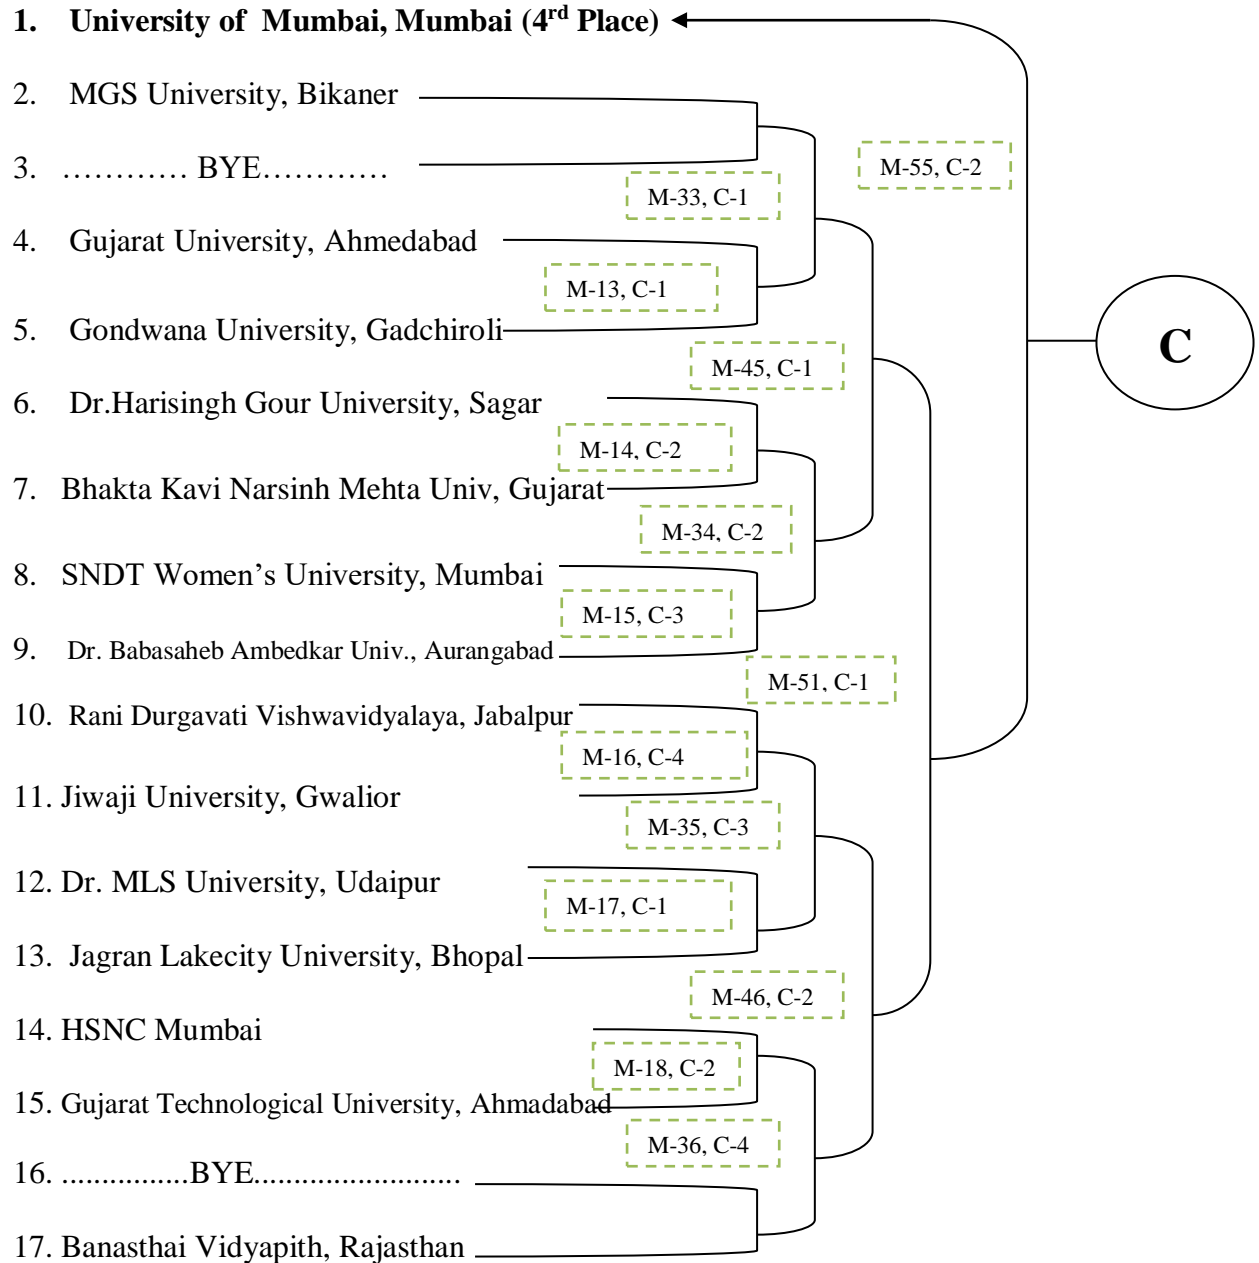 1. University of Mumbai, Mumbai (4rd Place)
2. MGS University, Bikaner
3. ………… BYE…………
M-55, C-2
M-33, C-1
4. Gujarat University, Ahmedabad
M-13, C-1
5. Gondwana University, Gadchiroli
C
M-45, C-1
6. Dr.Harisingh Gour University, Sagar
M-14, C-2
7. Bhakta Kavi Narsinh Mehta Univ, Gujarat
M-34, C-2
8. SNDT Women’s University, Mumbai
M-15, C-3
9. Dr. Babasaheb Ambedkar Univ., Aurangabad
M-51, C-1
10. Rani Durgavati Vishwavidyalaya, Jabalpur
M-16, C-4
11. Jiwaji University, Gwalior
M-35, C-3
12. Dr. MLS University, Udaipur
M-17, C-1
13. Jagran Lakecity University, Bhopal
M-46, C-2
14. HSNC Mumbai
M-18, C-2
15. Gujarat Technological University, Ahmadabad
M-36, C-4
16. ................BYE..........................
17. Banasthai Vidyapith, Rajasthan